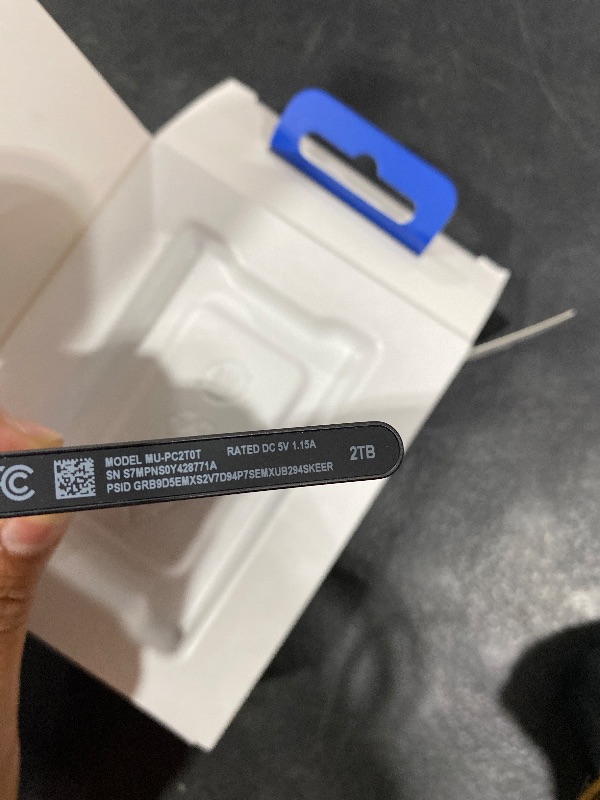 MODEL MU-PC2T0T RATED DC 5V 1.15A
SN S7MPNS0Y428771A
PSID GRB9D5EMXS2V7D94P7SEMXUB294SKEER
2TB